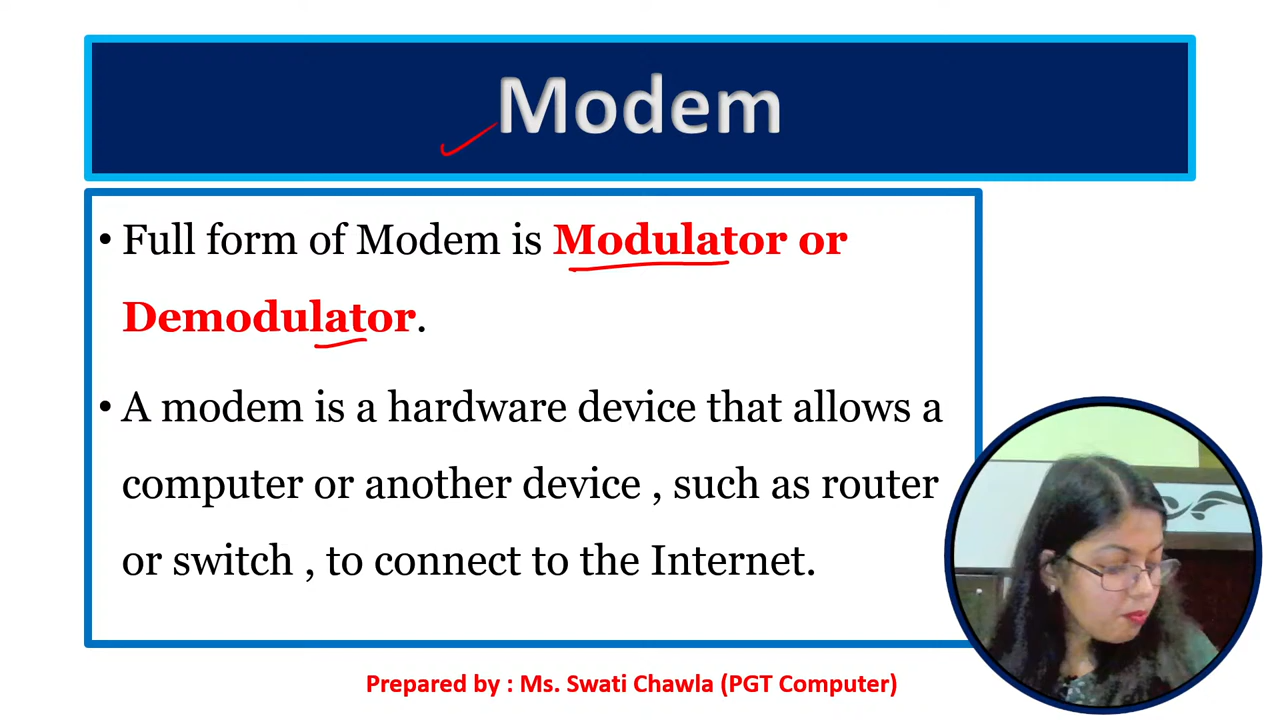 Modem
• Full form of Modem is Modulator or
Demodulator.
• A modem is a hardware device that allows a
computer or another device , such as router
or switch , to connect to the Internet.
Prepared by : Ms. Swati Chawla (PGT Computer)